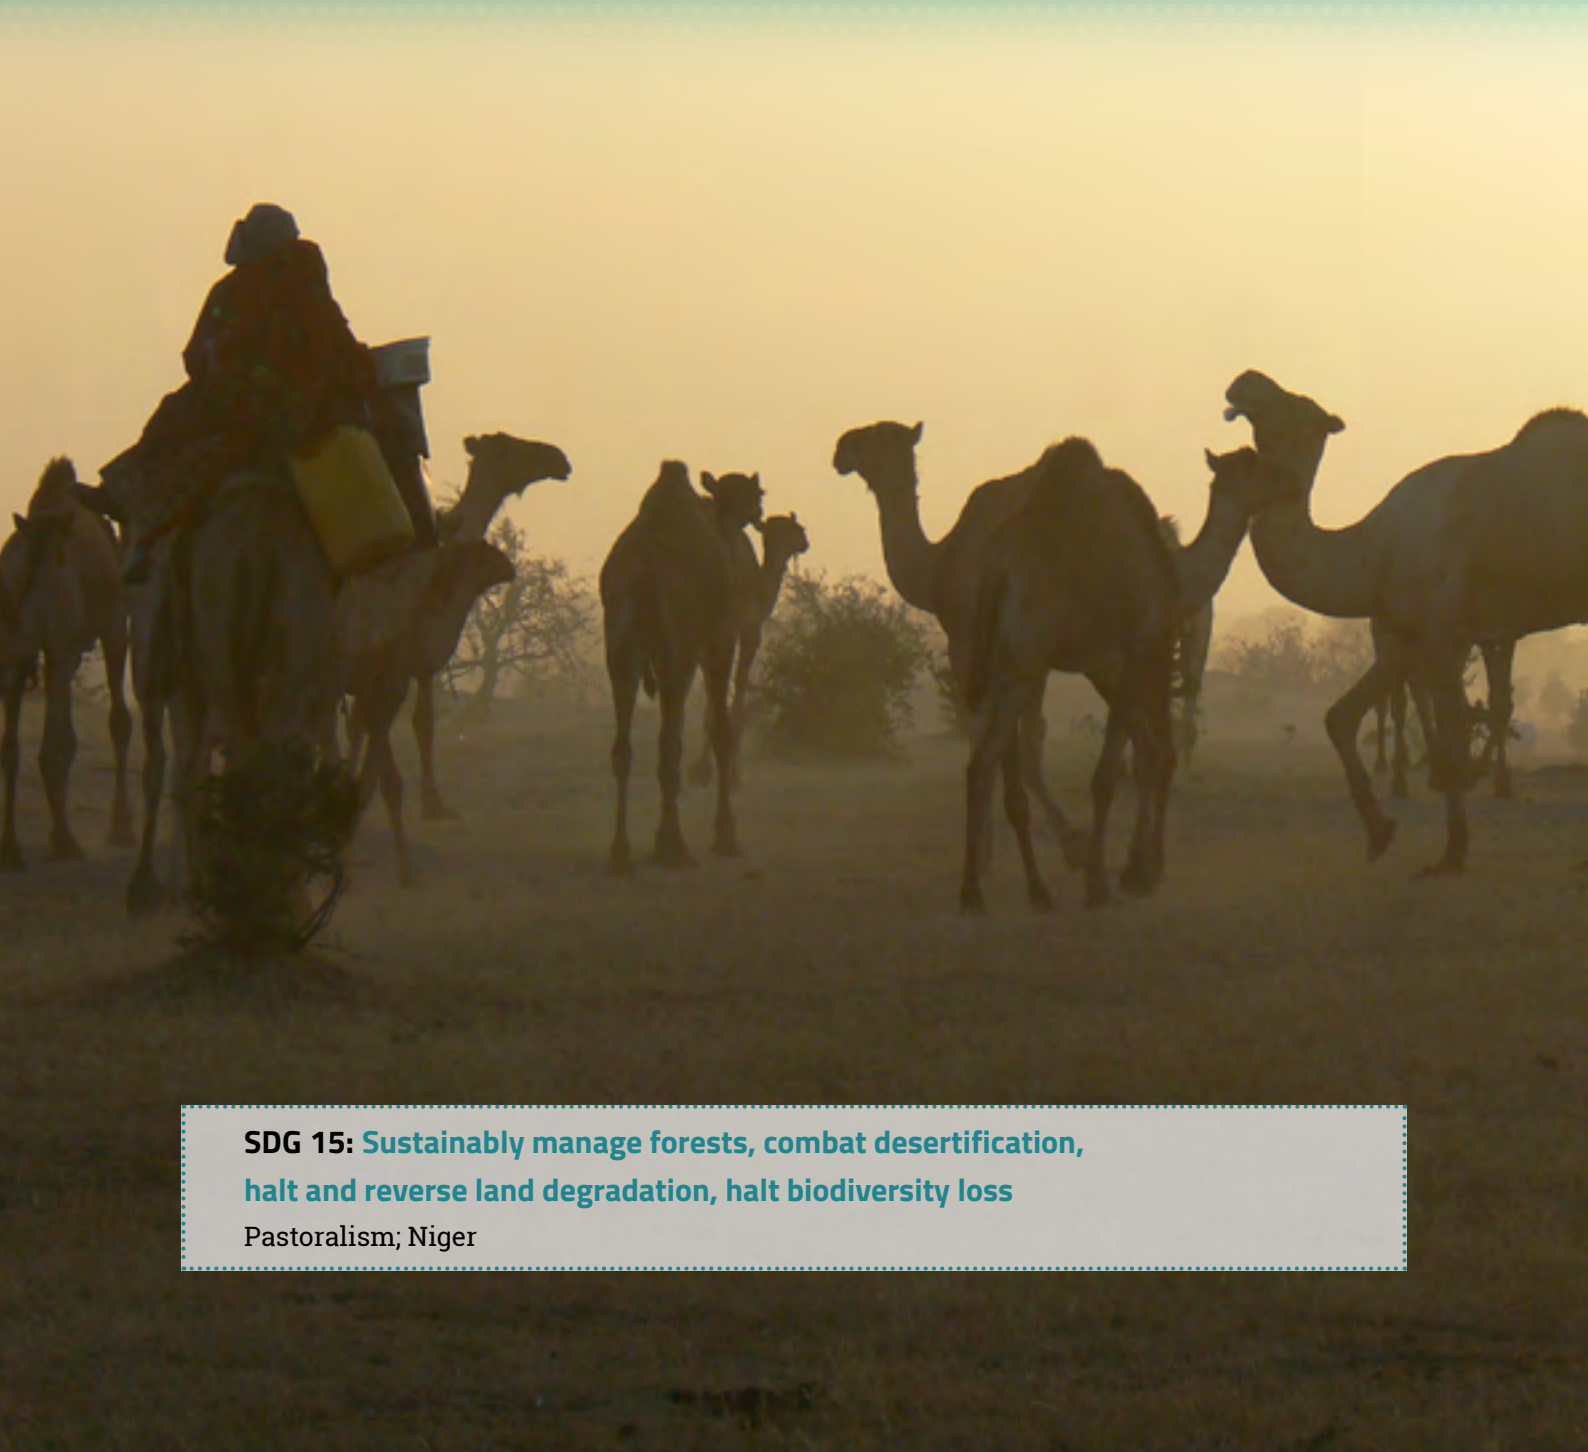 SDG 15: Sustainably manage forests, combat desertification,
halt and reverse land degradation, halt biodiversity loss
Pastoralism; Niger